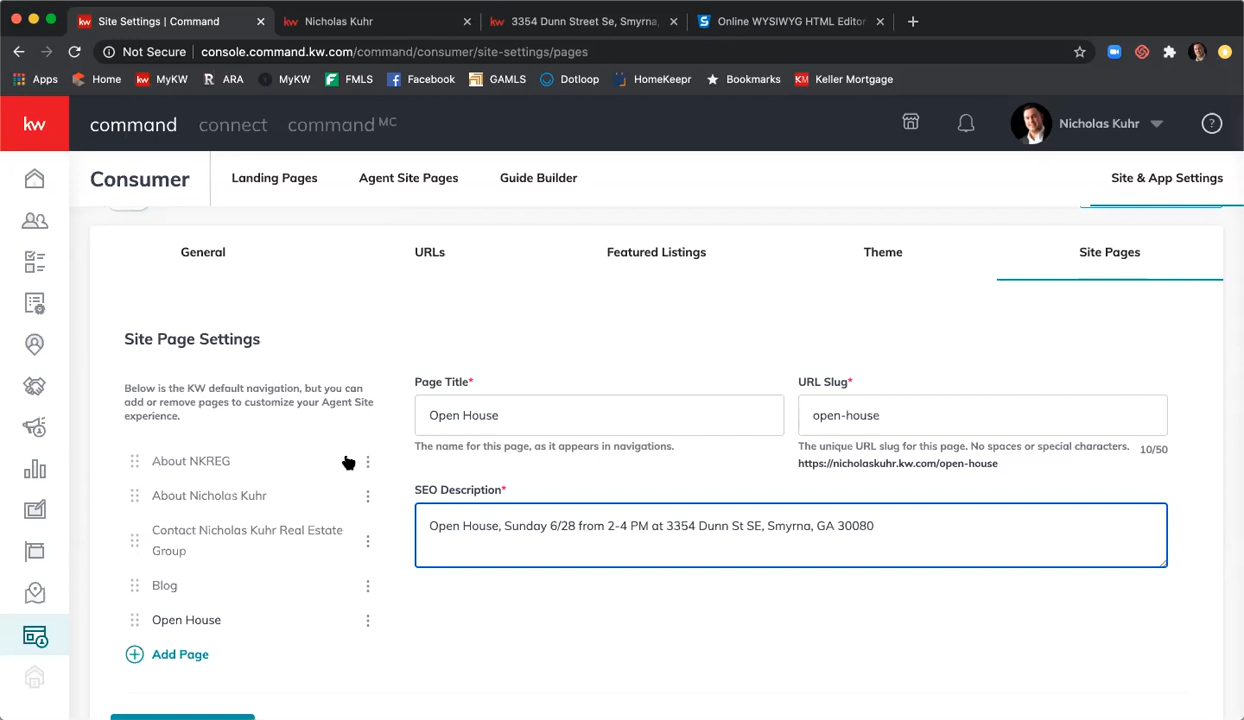 Site Settings | Command
kw Nicholas Kuhr
kw 3354 Dunn Street Se, Smyrna,
S Online WYSIWYG HTML Editor
Not Secure | console.command.kw.com/command/consumer/site-settings/pages
Apps Home kw MyKW R ARA MyKW F FMLS f Facebook GAMLS Dotloop HomeKeepr Bookmarks KM Keller Mortgage
kw command connect command MC Nicholas Kuhr ?
Consumer Landing Pages Agent Site Pages Guide Builder Site & App Settings
General URLs Featured Listings Theme Site Pages
Site Page Settings
Below is the KW default navigation, but you can
add or remove pages to customize your Agent Site
experience.
About NKREG
About Nicholas Kuhr
Contact Nicholas Kuhr Real Estate
Group
Blog
Open House
Add Page
Page Title*
Open House
The name for this page, as it appears in navigations.
URL Slug*
open-house
The unique URL slug for this page. No spaces or special characters. 10/50
https://nicholaskuhr.kw.com/open-house
SEO Description*
Open House, Sunday 6/28 from 2-4 PM at 3354 Dunn St SE, Smyrna, GA 30080